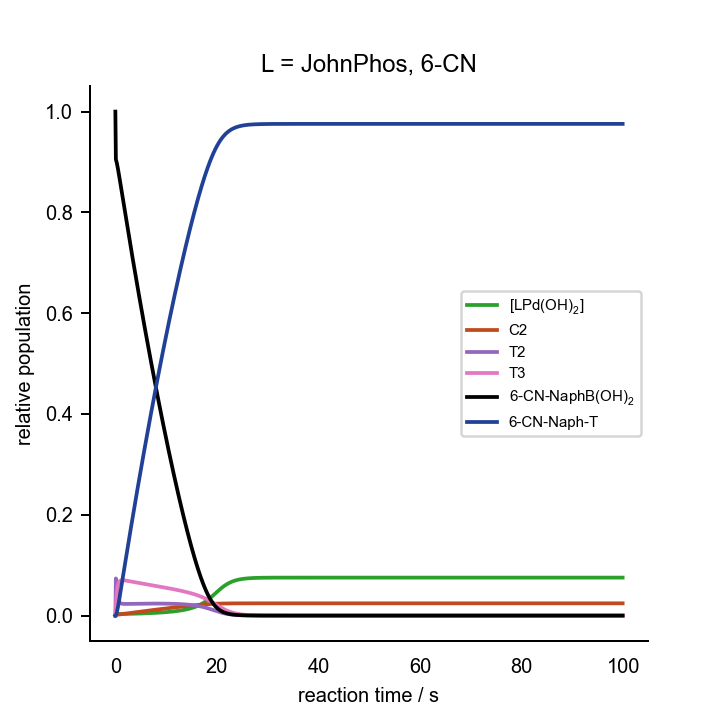 L = JohnPhos, 6-CN
relative population
1.0
0.8
0.6
0.4
0.2
0.0
[LPd(OH)₂]
C2
T2
T3
6-CN-NaphB(OH)₂
6-CN-Naph-T
0 20 40 60 80 100
reaction time / s